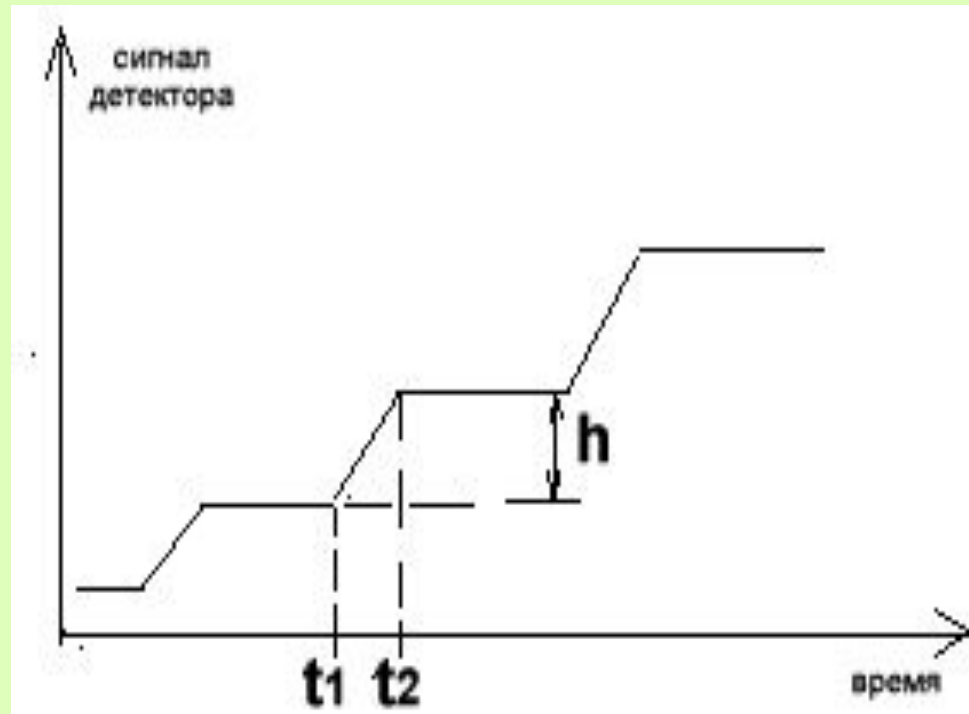 сигнал
детектора
h
t1 t2
время